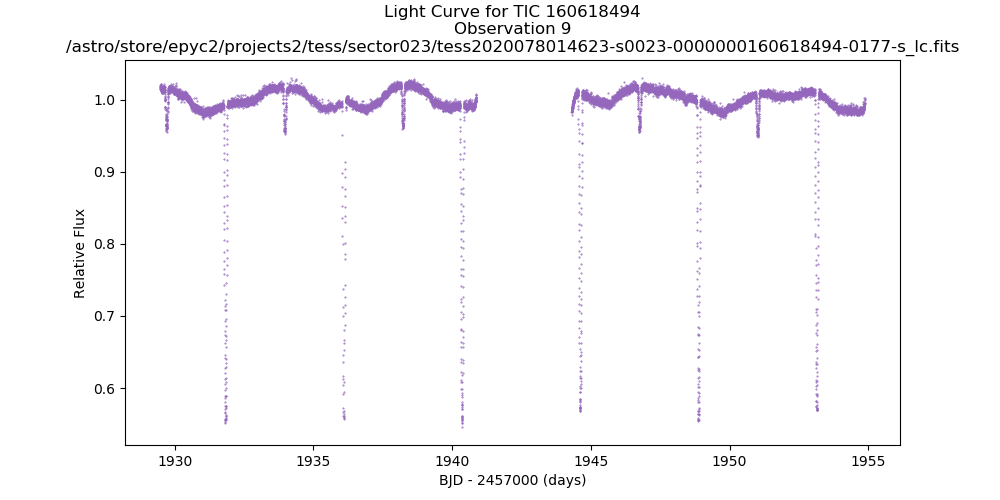 Light Curve for TIC 160618494
Observation 9
/astro/store/epyc2/projects2/tess/sector023/tess2020078014623-s0023-0000000160618494-0177-s_lc.fits
1.0
0.9
0.8
0.7
0.6
Relative Flux
1930
1935
1940
1945
1950
1955
BJD - 2457000 (days)